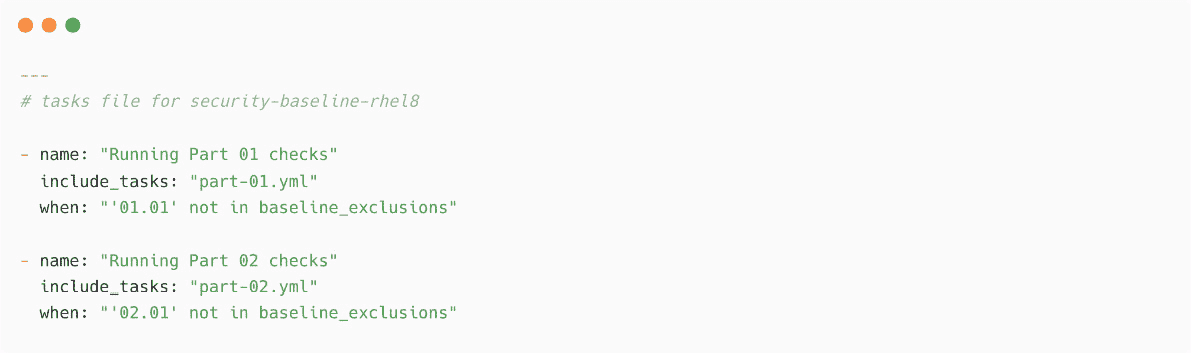 ---
# tasks file for security-baseline-rhel8
- name: "Running Part 01 checks"
include_tasks: "part-01.yml"
when: "'01.01' not in baseline_exclusions"
- name: "Running Part 02 checks"
include_tasks: "part-02.yml"
when: "'02.01' not in baseline_exclusions"